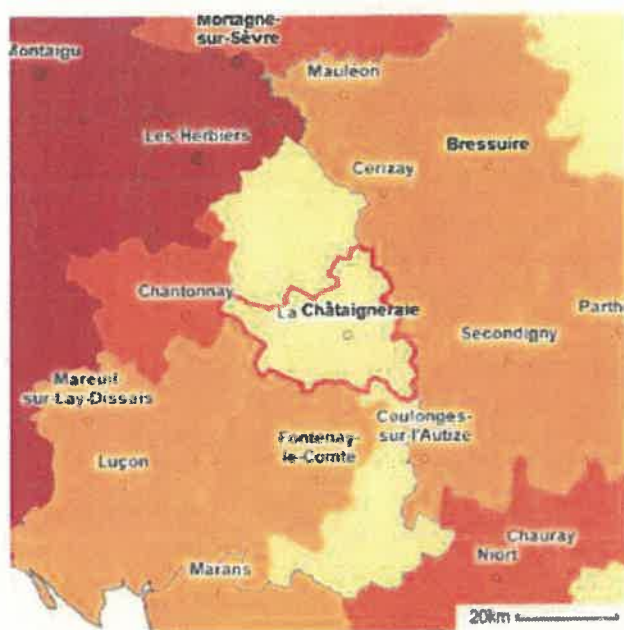 Mortagne-
sur-Sèvre
Montaigu
Mauléon
Les Herbiers
Bressuire
Cerizay
Chantonnay
La Châtaigneraie
Parth
Secondigny
Mareuil
sur-Lay-Dissais
Coulonges-
sur-l'Autize
Fontenay-
le-Comte
Luçon
Chauray
Niort
Marans
20km